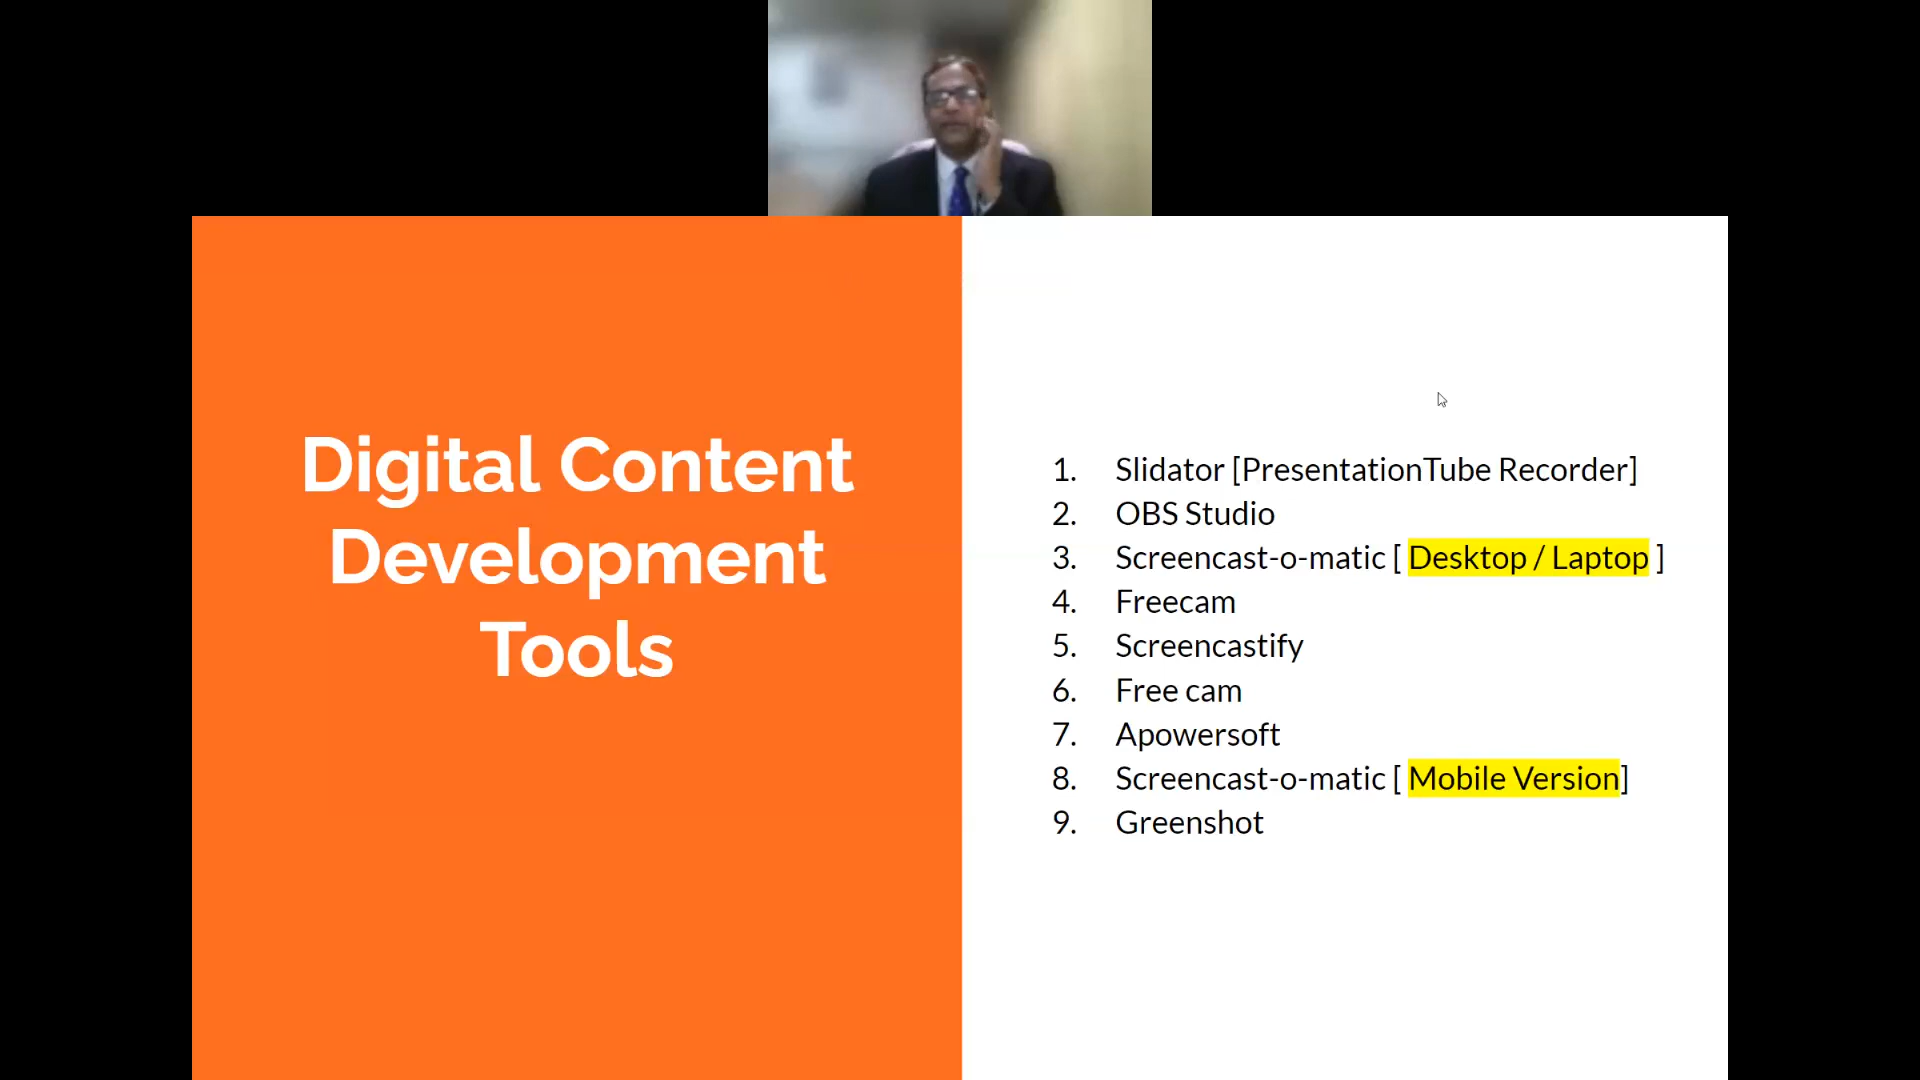 Digital Content
Development
Tools
1. Slidator [PresentationTube Recorder]
2. OBS Studio
3. Screencast-o-matic [ Desktop / Laptop ]
4. Freecam
5. Screencastify
6. Free cam
7. Apowersoft
8. Screencast-o-matic [ Mobile Version]
9. Greenshot